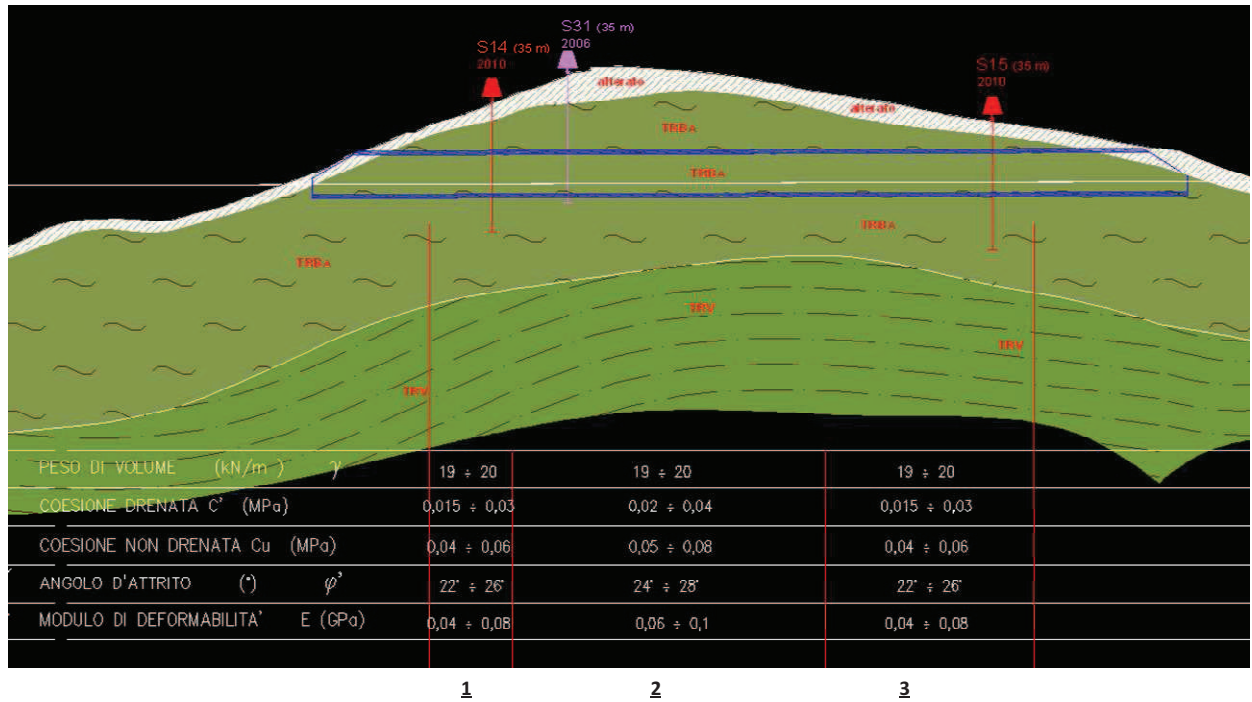 S31 (35 m)
2006
S14 (35 m)
2010
S15 (35 m)
2010
alterato
alterato
TRBa
TRBa
TRBa
TRBa
TRV
TRV
TRV
PESO DI VOLUME (kN/m ) γ 19 ÷ 20 19 ÷ 20 19 ÷ 20
COESIONE DRENATA C' (MPa) 0,015 ÷ 0,03 0,02 ÷ 0,04 0,015 ÷ 0,03
COESIONE NON DRENATA Cu (MPa) 0,04 ÷ 0,06 0,05 ÷ 0,08 0,04 ÷ 0,06
ANGOLO D'ATTRITO (°) φ' 22° ÷ 26° 24° ÷ 28° 22° ÷ 26°
MODULO DI DEFORMABILITA' E (GPa) 0,04 ÷ 0,08 0,06 ÷ 0,1 0,04 ÷ 0,08
1 2 3